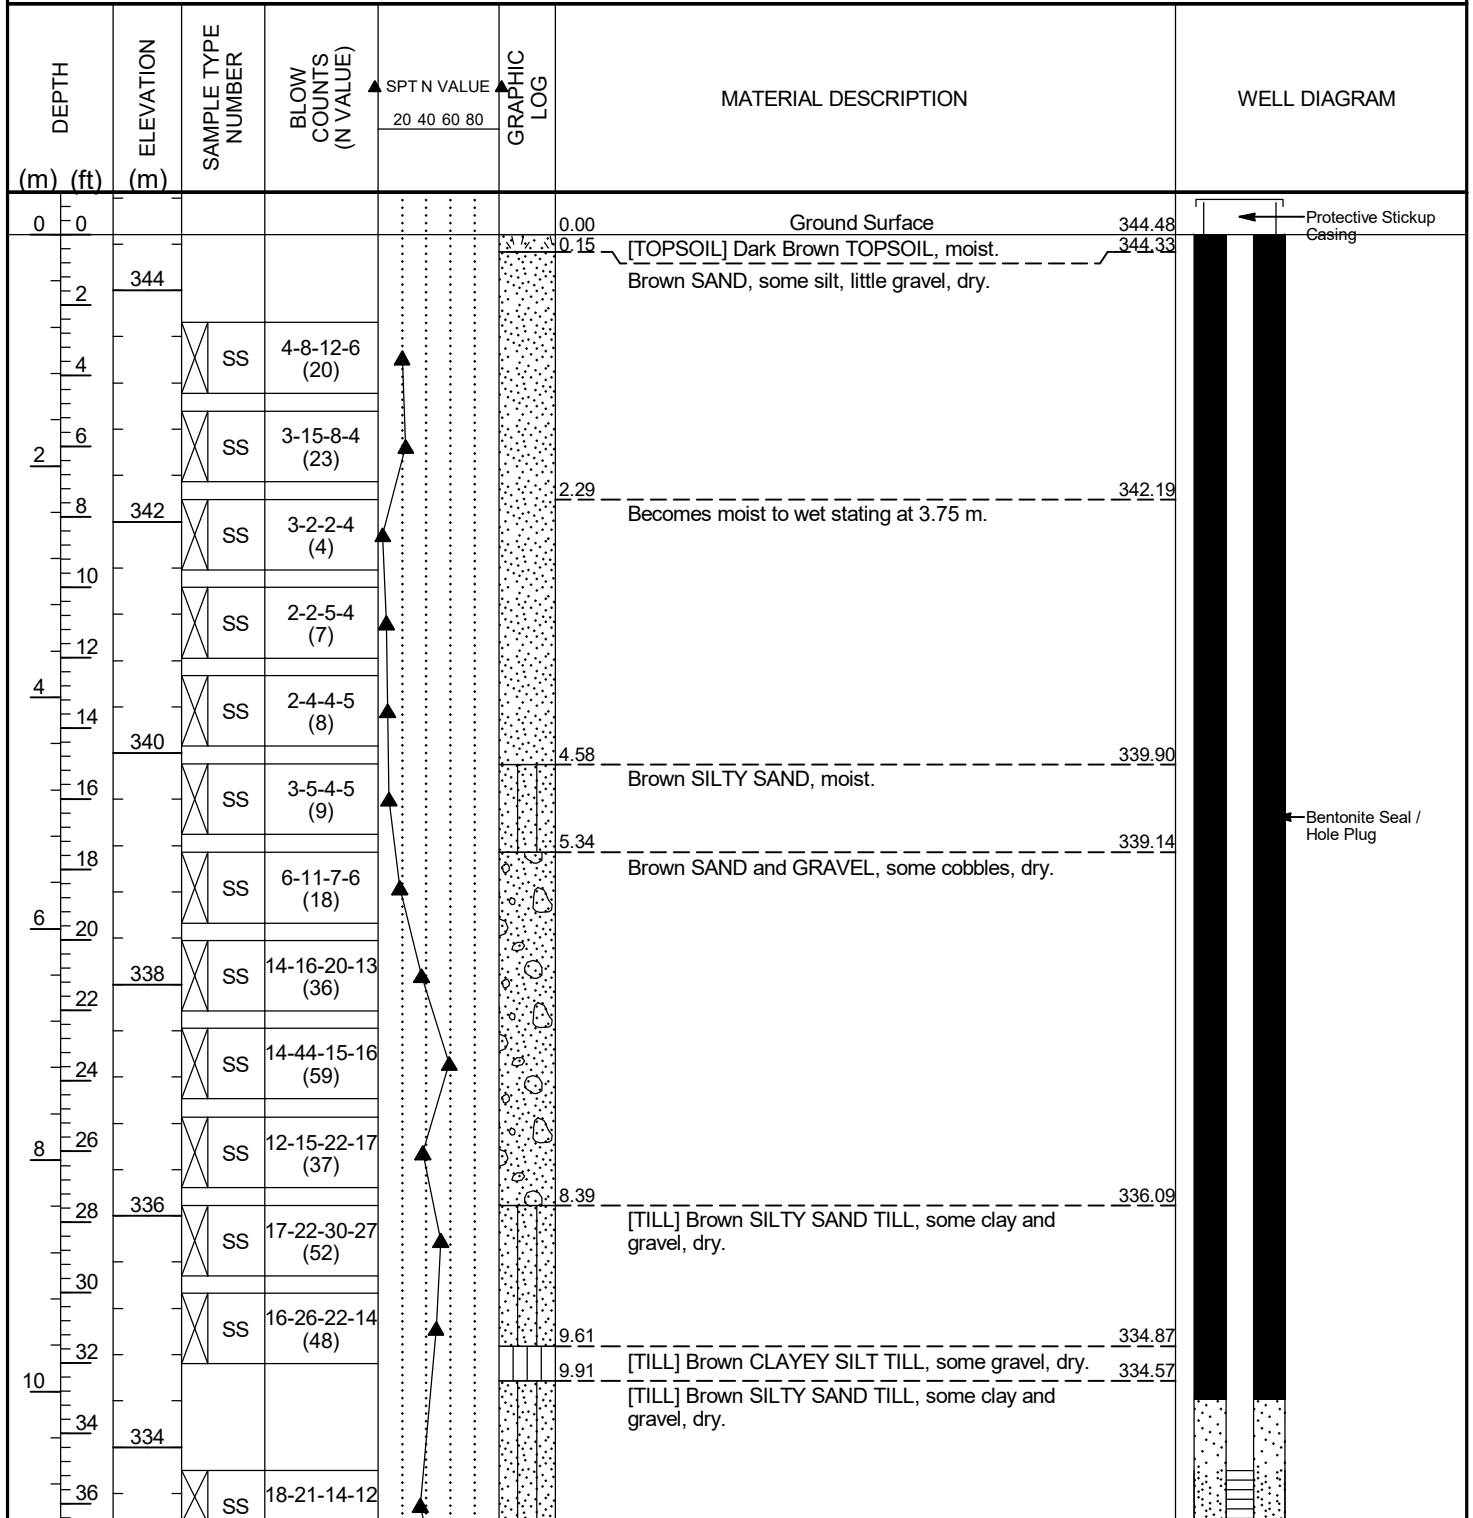 DEPTH
(m) (ft)
ELEVATION
(m)
SAMPLE TYPE
NUMBER
BLOW
COUNTS
(N VALUE)
SPT N VALUE
20 40 60 80
GRAPHIC
LOG
MATERIAL DESCRIPTION
WELL DIAGRAM
0 0
0.00 Ground Surface 344.48
Protective Stickup
Casing
0.15 [TOPSOIL] Dark Brown TOPSOIL, moist. 344.33
344
Brown SAND, some silt, little gravel, dry.
2
SS 4-8-12-6
(20)
4
SS 3-15-8-4
(23)
6
2
2.29 342.19
8
342
Becomes moist to wet stating at 3.75 m.
SS 3-2-2-4
(4)
10
SS 2-2-5-4
(7)
12
4
SS 2-4-4-5
(8)
14
340
4.58 339.90
Brown SILTY SAND, moist.
16
SS 3-5-4-5
(9)
Bentonite Seal /
Hole Plug
5.34 339.14
18
Brown SAND and GRAVEL, some cobbles, dry.
SS 6-11-7-6
(18)
6
20
338
SS 14-16-20-13
(36)
22
SS 14-44-15-16
(59)
24
26
8
SS 12-15-22-17
(37)
8.39 336.09
28
336
[TILL] Brown SILTY SAND TILL, some clay and
gravel, dry.
SS 17-22-30-27
(52)
30
SS 16-26-22-14
(48)
9.61 334.87
32
[TILL] Brown CLAYEY SILT TILL, some gravel, dry.
9.91 334.57
10
[TILL] Brown SILTY SAND TILL, some clay and
gravel, dry.
34
334
36
SS 18-21-14-12